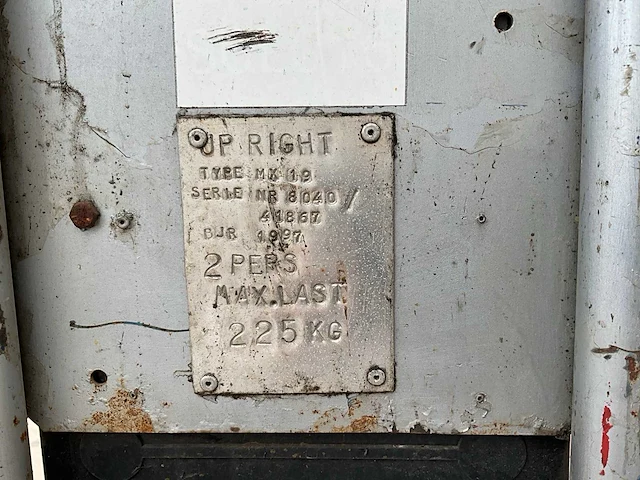 UP RIGHT
TYPE MK 19
SERIE NR 8040/
41867
BJR 1997
2 PERS
MAX.LAST
225 KG